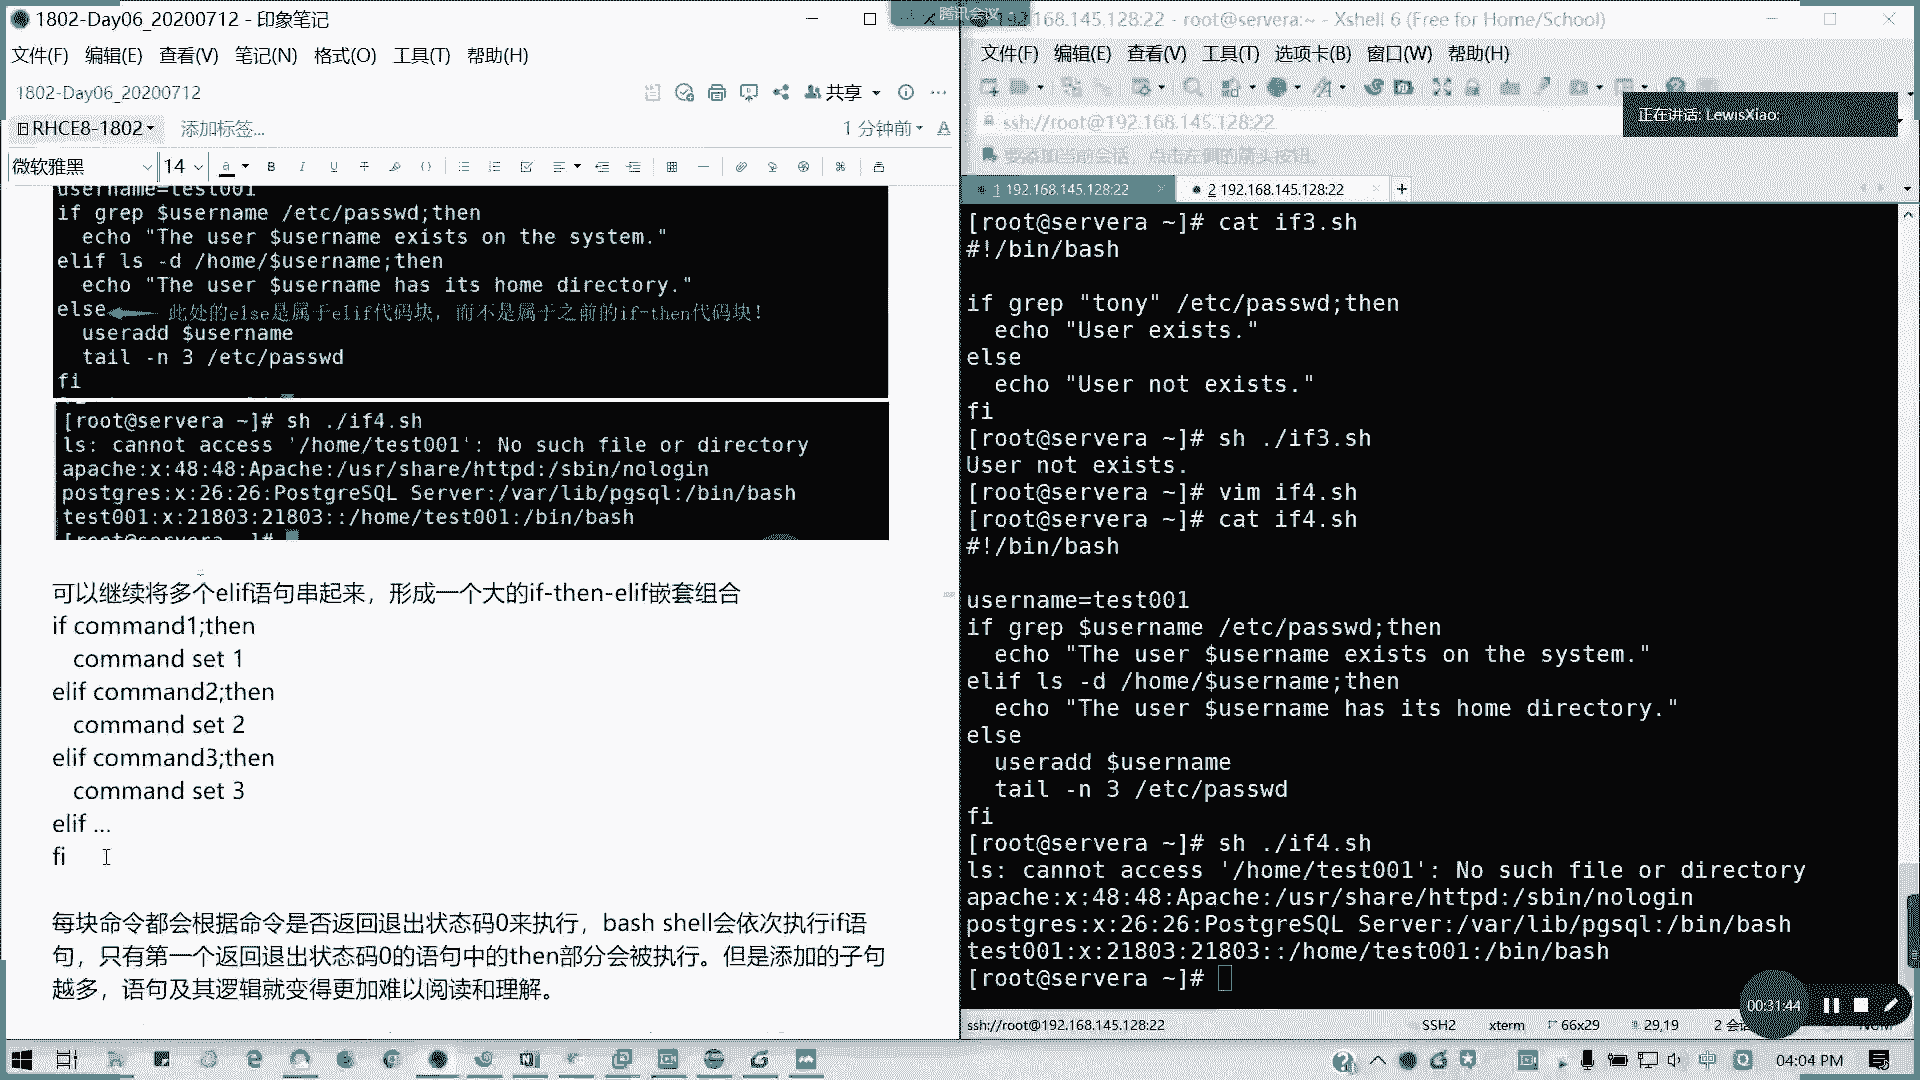 1802-Day06_20200712 - 印象笔记
文件(F) 编辑(E) 查看(V) 笔记(N) 格式(O) 工具(T) 帮助(H)
1802-Day06_20200712
共享
RHCE8-1802 添加标签...
1 分钟前
微软雅黑 14
username=test001
if grep $username /etc/passwd;then
  echo "The user $username exists on the system."
elif ls -d /home/$username;then
  echo "The user $username has its home directory."
else 此处的else是属于elif代码块，而不是属于之前的if-then代码块！
  useradd $username
  tail -n 3 /etc/passwd
fi
[root@servera ~]# sh ./if4.sh
ls: cannot access '/home/test001': No such file or directory
apache:x:48:48:Apache:/usr/share/httpd:/sbin/nologin
postgres:x:26:26:PostgreSQL Server:/var/lib/pgsql:/bin/bash
test001:x:21803:21803::/home/test001:/bin/bash
[root@servera ~]#
可以继续将多个elif语句串起来，形成一个大的if-then-elif嵌套组合
if command1;then
  command set 1
elif command2;then
  command set 2
elif command3;then
  command set 3
elif ...
fi
每块命令都会根据命令是否返回退出状态码0来执行，bash shell会依次执行if语
句，只有第一个返回退出状态码0的语句中的then部分会被执行。但是添加的子句
越多，语句及其逻辑就变得更加难以阅读和理解。
腾讯会议
192.168.145.128:22 - root@servera:~ - Xshell 6 (Free for Home/School)
文件(F) 编辑(E) 查看(V) 工具(T) 选项卡(B) 窗口(W) 帮助(H)
ssh://root@192.168.145.128:22
正在讲话: LewisXiao;
要添加当前会话，点击左侧的箭头按钮。
1 192.168.145.128:22
2 192.168.145.128:22
[root@servera ~]# cat if3.sh
#!/bin/bash
if grep "tony" /etc/passwd;then
  echo "User exists."
else
  echo "User not exists."
fi
[root@servera ~]# sh ./if3.sh
User not exists.
[root@servera ~]# vim if4.sh
[root@servera ~]# cat if4.sh
#!/bin/bash
username=test001
if grep $username /etc/passwd;then
  echo "The user $username exists on the system."
elif ls -d /home/$username;then
  echo "The user $username has its home directory."
else
  useradd $username
  tail -n 3 /etc/passwd
fi
[root@servera ~]# sh ./if4.sh
ls: cannot access '/home/test001': No such file or directory
apache:x:48:48:Apache:/usr/share/httpd:/sbin/nologin
postgres:x:26:26:PostgreSQL Server:/var/lib/pgsql:/bin/bash
test001:x:21803:21803::/home/test001:/bin/bash
[root@servera ~]#
00:31:44
ssh://root@192.168.145.128:22 SSH2 xterm 66x29 29,19 2 会 NUM
中 04:04 PM